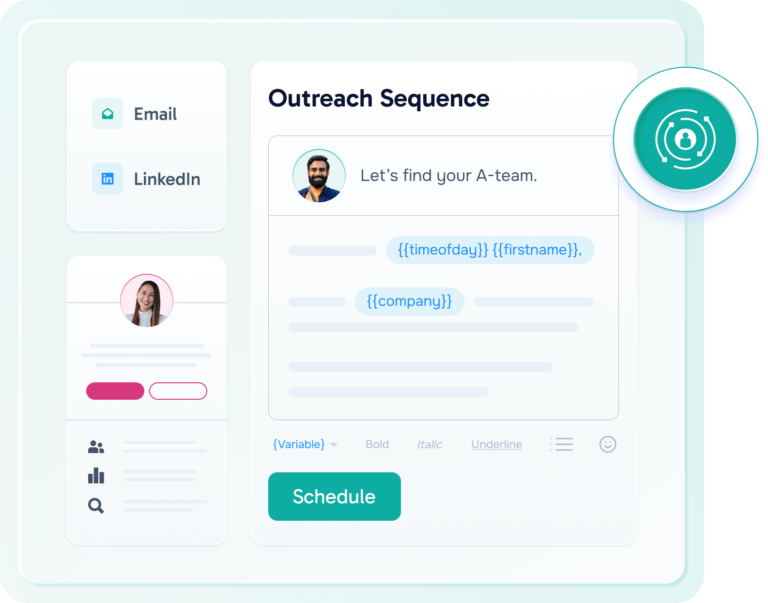 Email
LinkedIn
Outreach Sequence
Let's find your A-team.
{{timeofday}} {{firstname}},
{{company}}
{Variable} Bold Italic Underline
Schedule